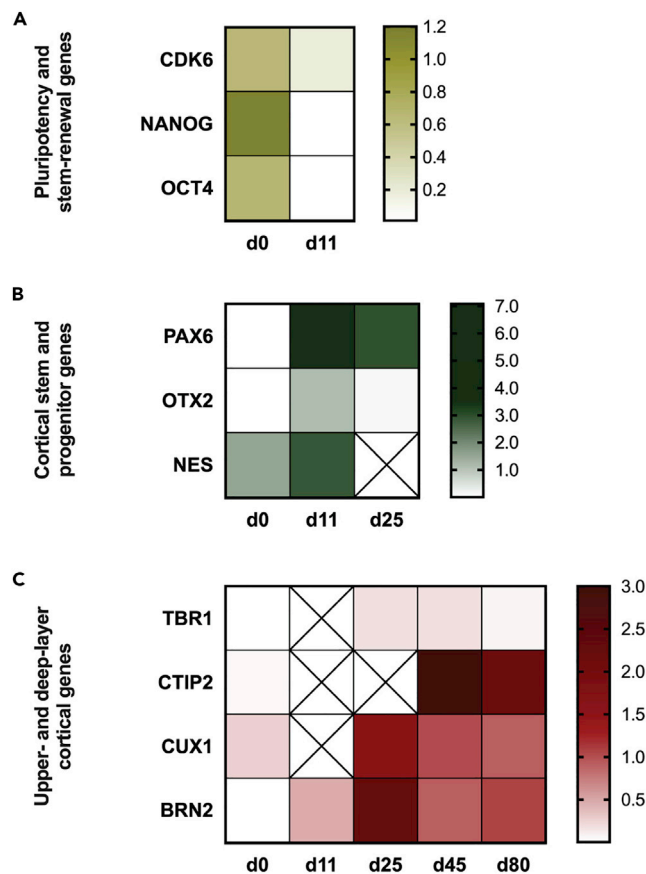 A
Pluripotency and
stem-renewal genes
CDK6
NANOG
OCT4
d0 d11
1.2
1.0
0.8
0.6
0.4
0.2
B
Cortical stem and
progenitor genes
PAX6
OTX2
NES
d0 d11 d25
7.0
6.0
5.0
4.0
3.0
2.0
1.0
C
Upper- and deep-layer
cortical genes
TBR1
CTIP2
CUX1
BRN2
d0 d11 d25 d45 d80
3.0
2.5
2.0
1.5
1.0
0.5